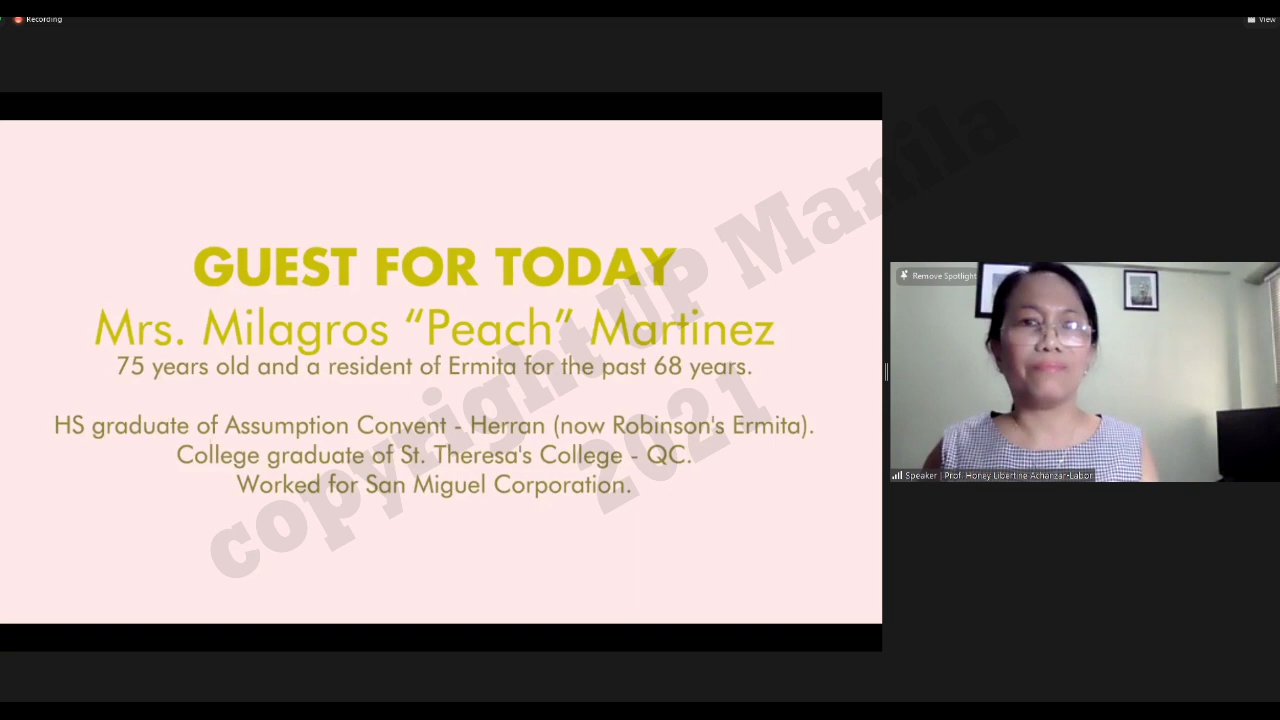 Recording
View
GUEST FOR TODAY
Mrs. Milagros “Peach” Martinez
75 years old and a resident of Ermita for the past 68 years.
HS graduate of Assumption Convent - Herran (now Robinson's Ermita).
College graduate of St. Theresa's College - QC.
Worked for San Miguel Corporation.
copyright UP Manila
2021
Remove Spotlight
Speaker | Prof. Honey Libertine Achanzar-Labor